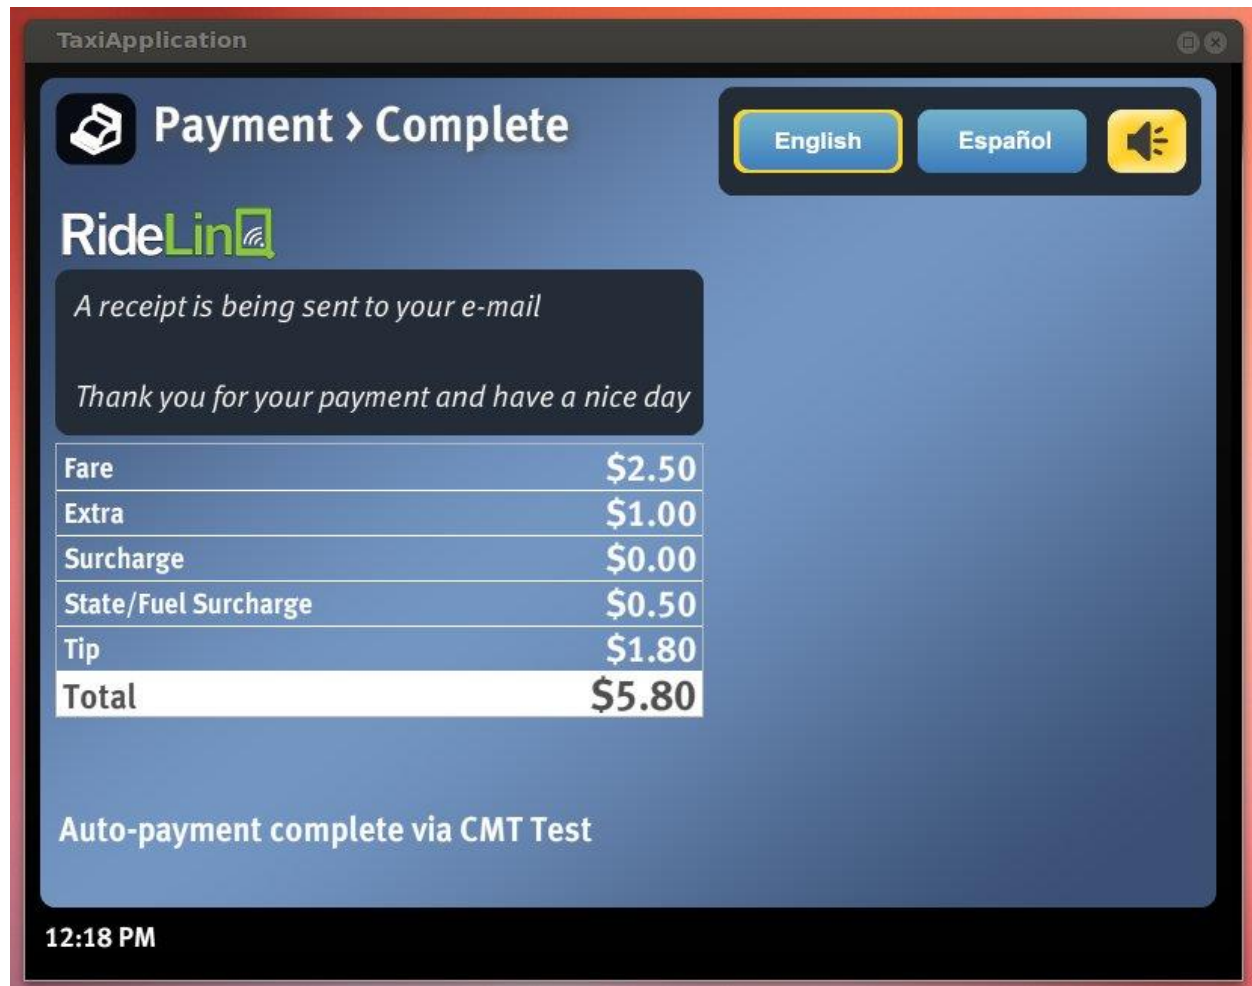 TaxiApplication
Payment > Complete
English
Español
RideLinQ
A receipt is being sent to your e-mail
Thank you for your payment and have a nice day
Fare $2.50
Extra $1.00
Surcharge $0.00
State/Fuel Surcharge $0.50
Tip $1.80
Total $5.80
Auto-payment complete via CMT Test
12:18 PM